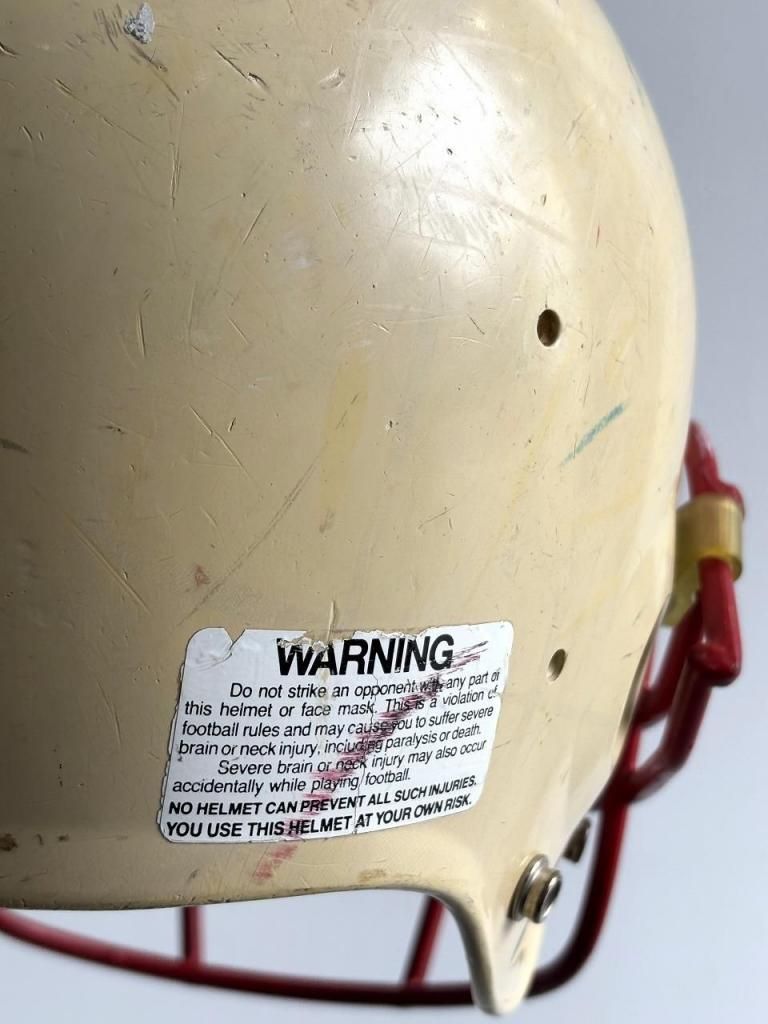 WARNING
Do not strike an opponent with any part of
this helmet or face mask. This is a violation of
football rules and may cause you to suffer severe
brain or neck injury, including paralysis or death.
Severe brain or neck injury may also occur
accidentally while playing football.
NO HELMET CAN PREVENT ALL SUCH INJURIES.
YOU USE THIS HELMET AT YOUR OWN RISK.